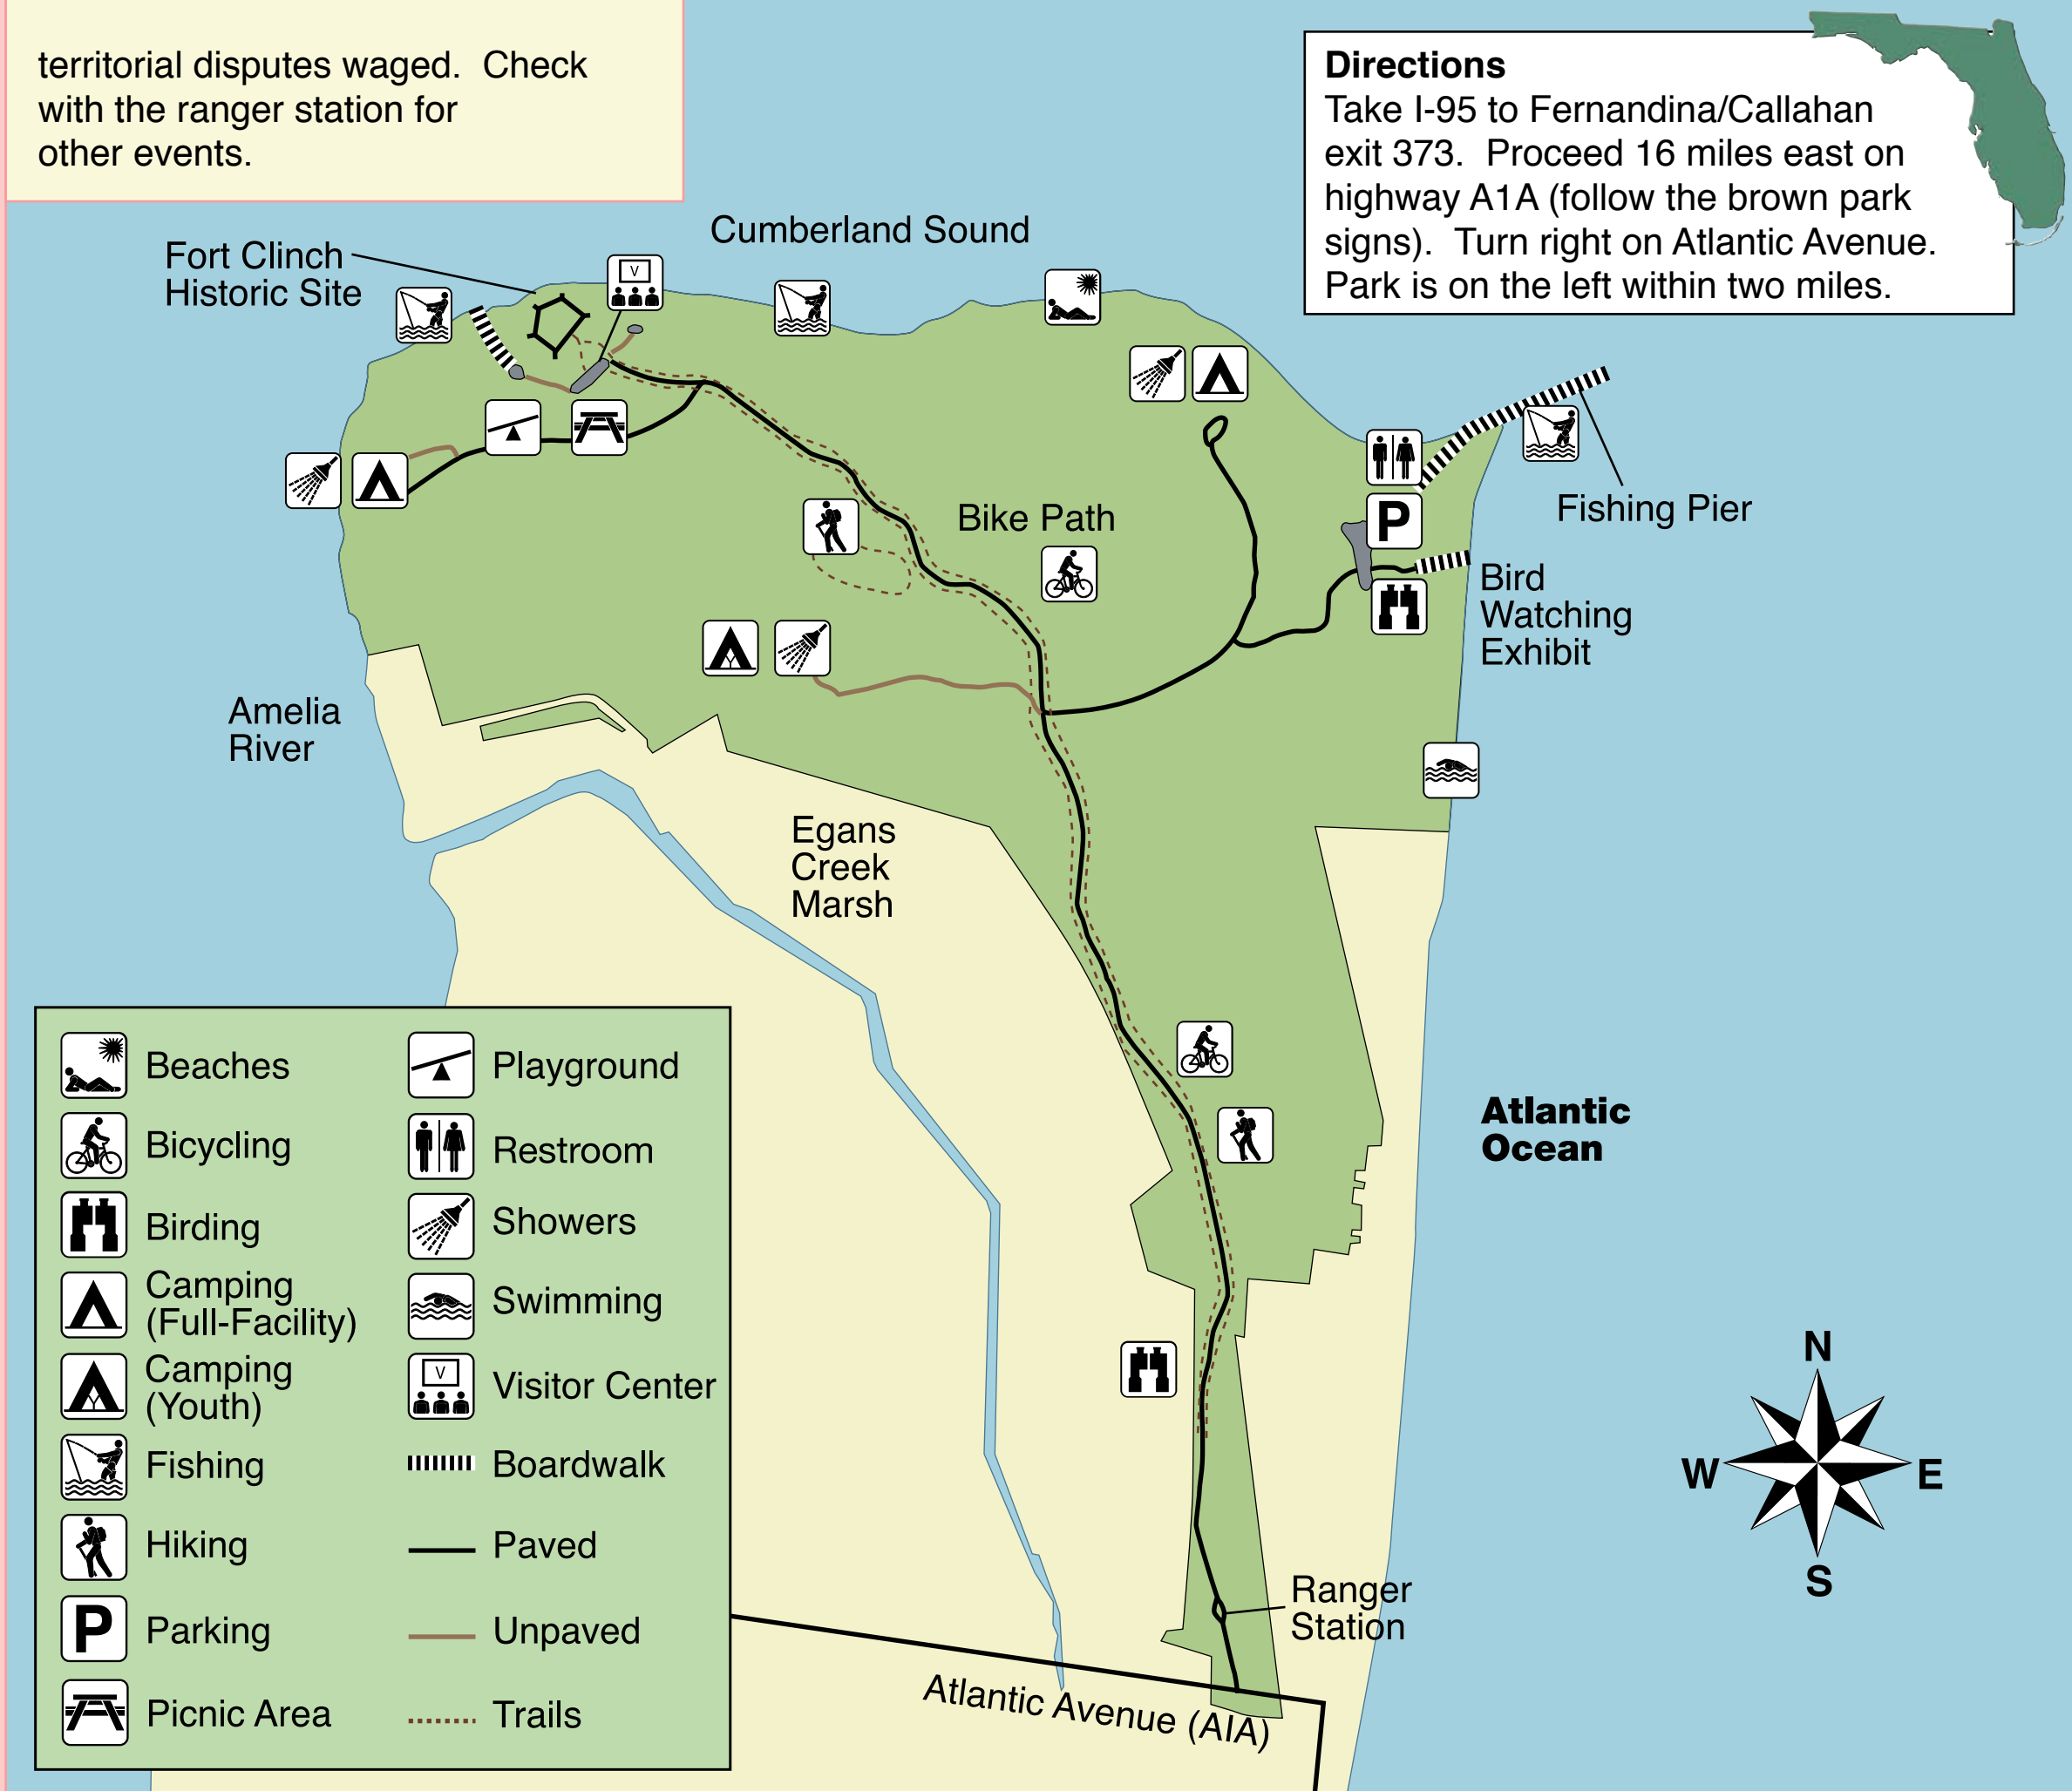 territorial disputes waged.  Check
with the ranger station for
other events.
Directions
Take I-95 to Fernandina/Callahan
exit 373.  Proceed 16 miles east on
highway A1A (follow the brown park
signs).  Turn right on Atlantic Avenue.
Park is on the left within two miles.
Cumberland Sound
Fort Clinch
Historic Site
V
Fishing Pier
Bike Path
P
Bird
Watching
Exhibit
Amelia
River
Egans
Creek
Marsh
Atlantic
Ocean
Beaches
Bicycling
Birding
Camping
(Full-Facility)
Camping
(Youth)
Fishing
Hiking
P
Parking
Picnic Area
Playground
Restroom
Showers
Swimming
V
Visitor Center
Boardwalk
Paved
Unpaved
Trails
N
W
E
S
Ranger
Station
Atlantic Avenue (AIA)